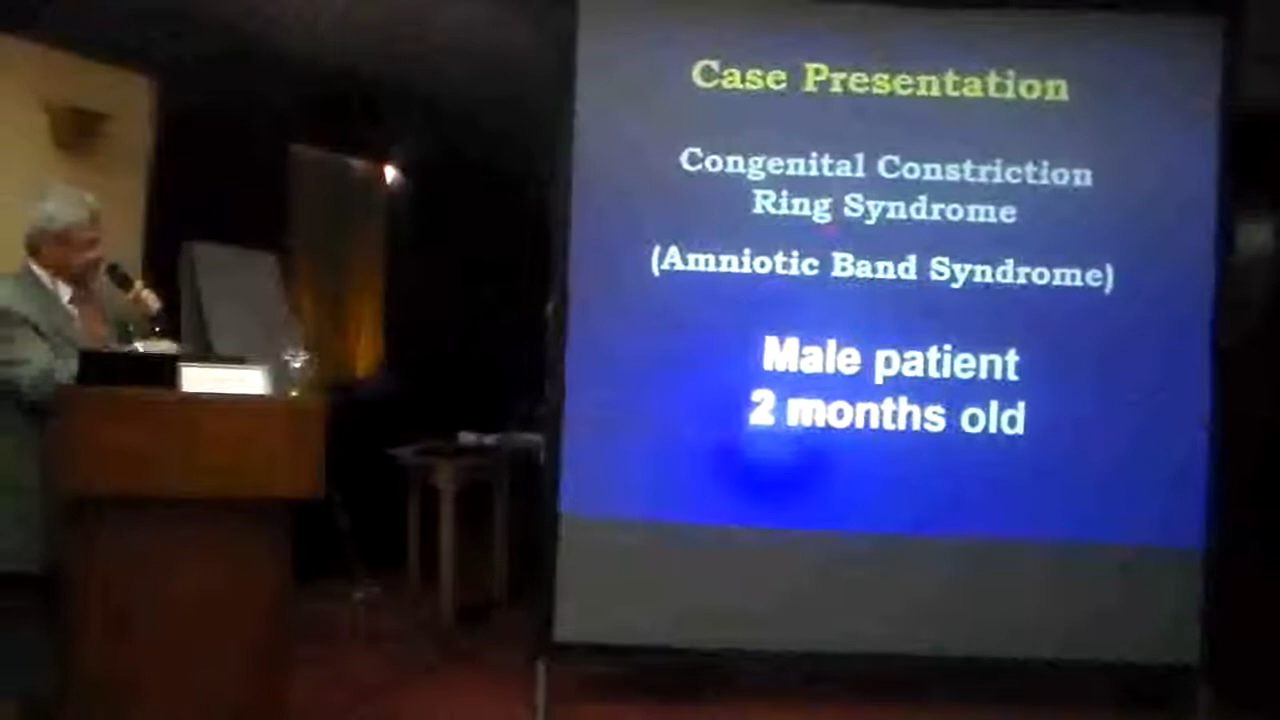 Case Presentation
Congenital Constriction
Ring Syndrome
(Amniotic Band Syndrome)
Male patient
2 months old